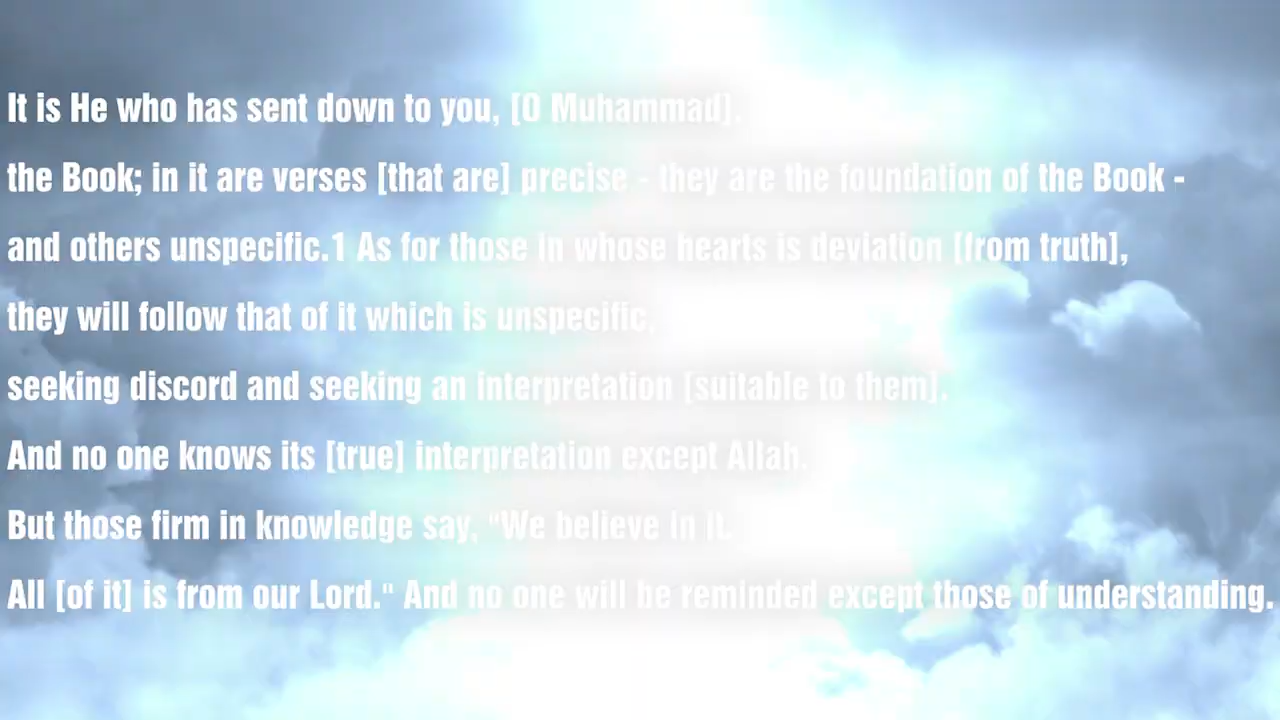 It is He who has sent down to you, [O Muhammad],
the Book; in it are verses [that are] precise - they are the foundation of the Book -
and others unspecific.1 As for those in whose hearts is deviation [from truth],
they will follow that of it which is unspecific,
seeking discord and seeking an interpretation [suitable to them].
And no one knows its [true] interpretation except Allah.
But those firm in knowledge say, "We believe in it.
All [of it] is from our Lord." And no one will be reminded except those of understanding.